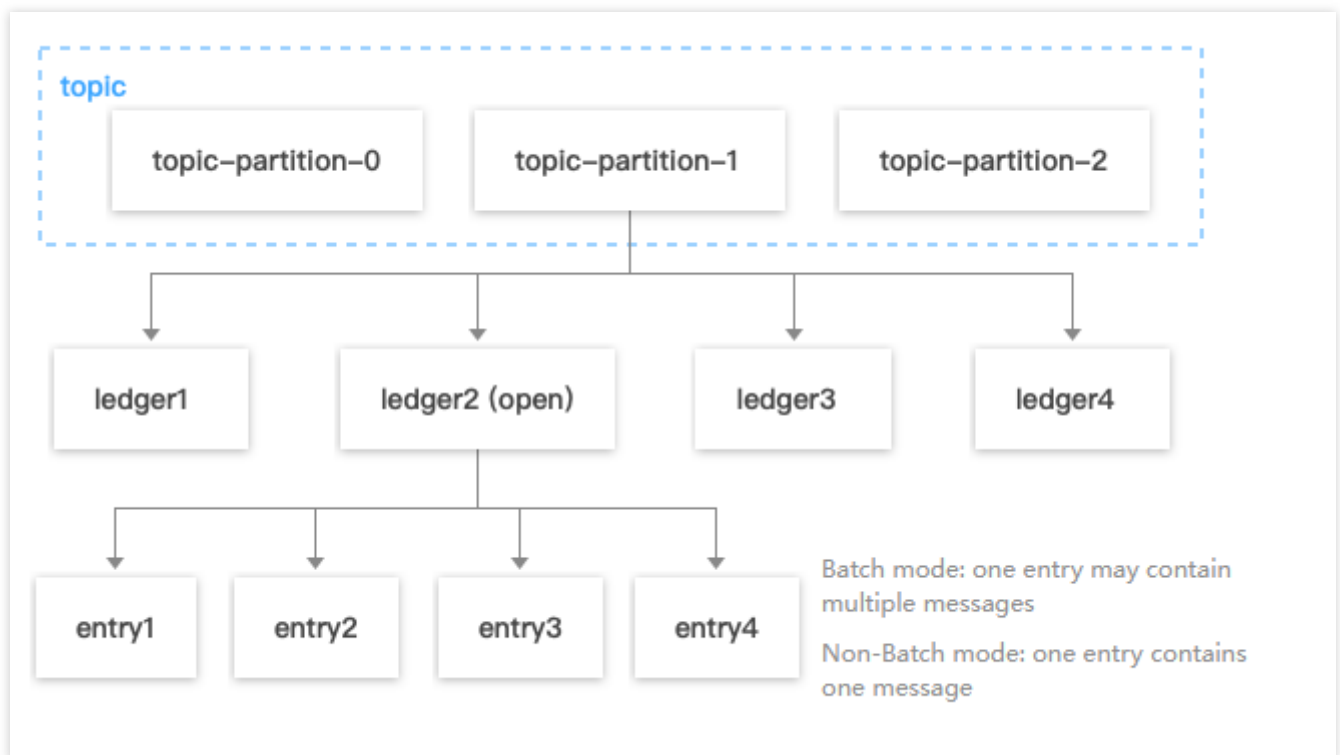 topic
topic-partition-0
topic-partition-1
topic-partition-2
ledger1
ledger2 (open)
ledger3
ledger4
entry1
entry2
entry3
entry4
Batch mode: one entry may contain
multiple messages
Non-Batch mode: one entry contains
one message